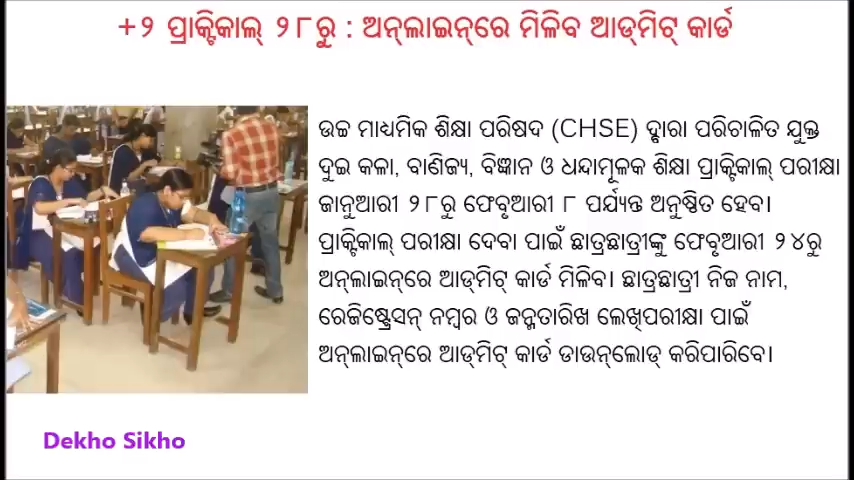 +୨ ପ୍ରାକ୍ଟିକାଲ୍ ୨୮ରୁ : ଅନ୍‌ଲାଇନ୍‌ରେ ମିଳିବ ଆଡ୍‌ମିଟ୍ କାର୍ଡ
ଉଚ୍ଚ ମାଧ୍ୟମିକ ଶିକ୍ଷା ପରିଷଦ (CHSE) ଦ୍ବାରା ପରିଚାଳିତ ଯୁକ୍ତ
ଦୁଇ କଳା, ବାଣିଜ୍ୟ, ବିଜ୍ଞାନ ଓ ଧନ୍ଦାମୂଳକ ଶିକ୍ଷା ପ୍ରାକ୍ଟିକାଲ୍ ପରୀକ୍ଷା
ଜାନୁଆରୀ ୨୮ରୁ ଫେବୃଆରୀ ୮ ପର୍ଯ୍ୟନ୍ତ ଅନୁଷ୍ଠିତ ହେବ।
ପ୍ରାକ୍ଟିକାଲ୍ ପରୀକ୍ଷା ଦେବା ପାଇଁ ଛାତ୍ରଛାତ୍ରୀଙ୍କୁ ଫେବୃଆରୀ ୨୪ରୁ
ଅନ୍‌ଲାଇନ୍‌ରେ ଆଡ୍‌ମିଟ୍ କାର୍ଡ ମିଳିବ। ଛାତ୍ରଛାତ୍ରୀ ନିଜ ନାମ,
ରେଜିଷ୍ଟ୍ରେସନ୍ ନମ୍ବର ଓ ଜନ୍ମତାରିଖ ଲେଖିପରୀକ୍ଷା ପାଇଁ
ଅନ୍‌ଲାଇନ୍‌ରେ ଆଡ୍‌ମିଟ୍ କାର୍ଡ ଡାଉନ୍‌ଲୋଡ୍ କରିପାରିବେ।
Dekho Sikho